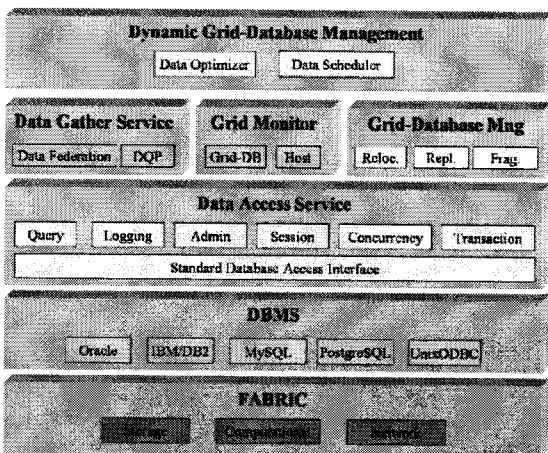 Dynamic Grid-Database Management
Data Optimizer Data Scheduler
Data Gather Service Grid Monitor Grid-Database Mng
Data Federation DQP Grid-DB Host Reloc. Repl. Frag.
Data Access Service
Query Logging Admin Session Concurrency Transaction
Standard Database Access Interface
DBMS
Oracle IBM/DB2 MySQL PostgreSQL UnixODBC
FABRIC
Storage Computational Network